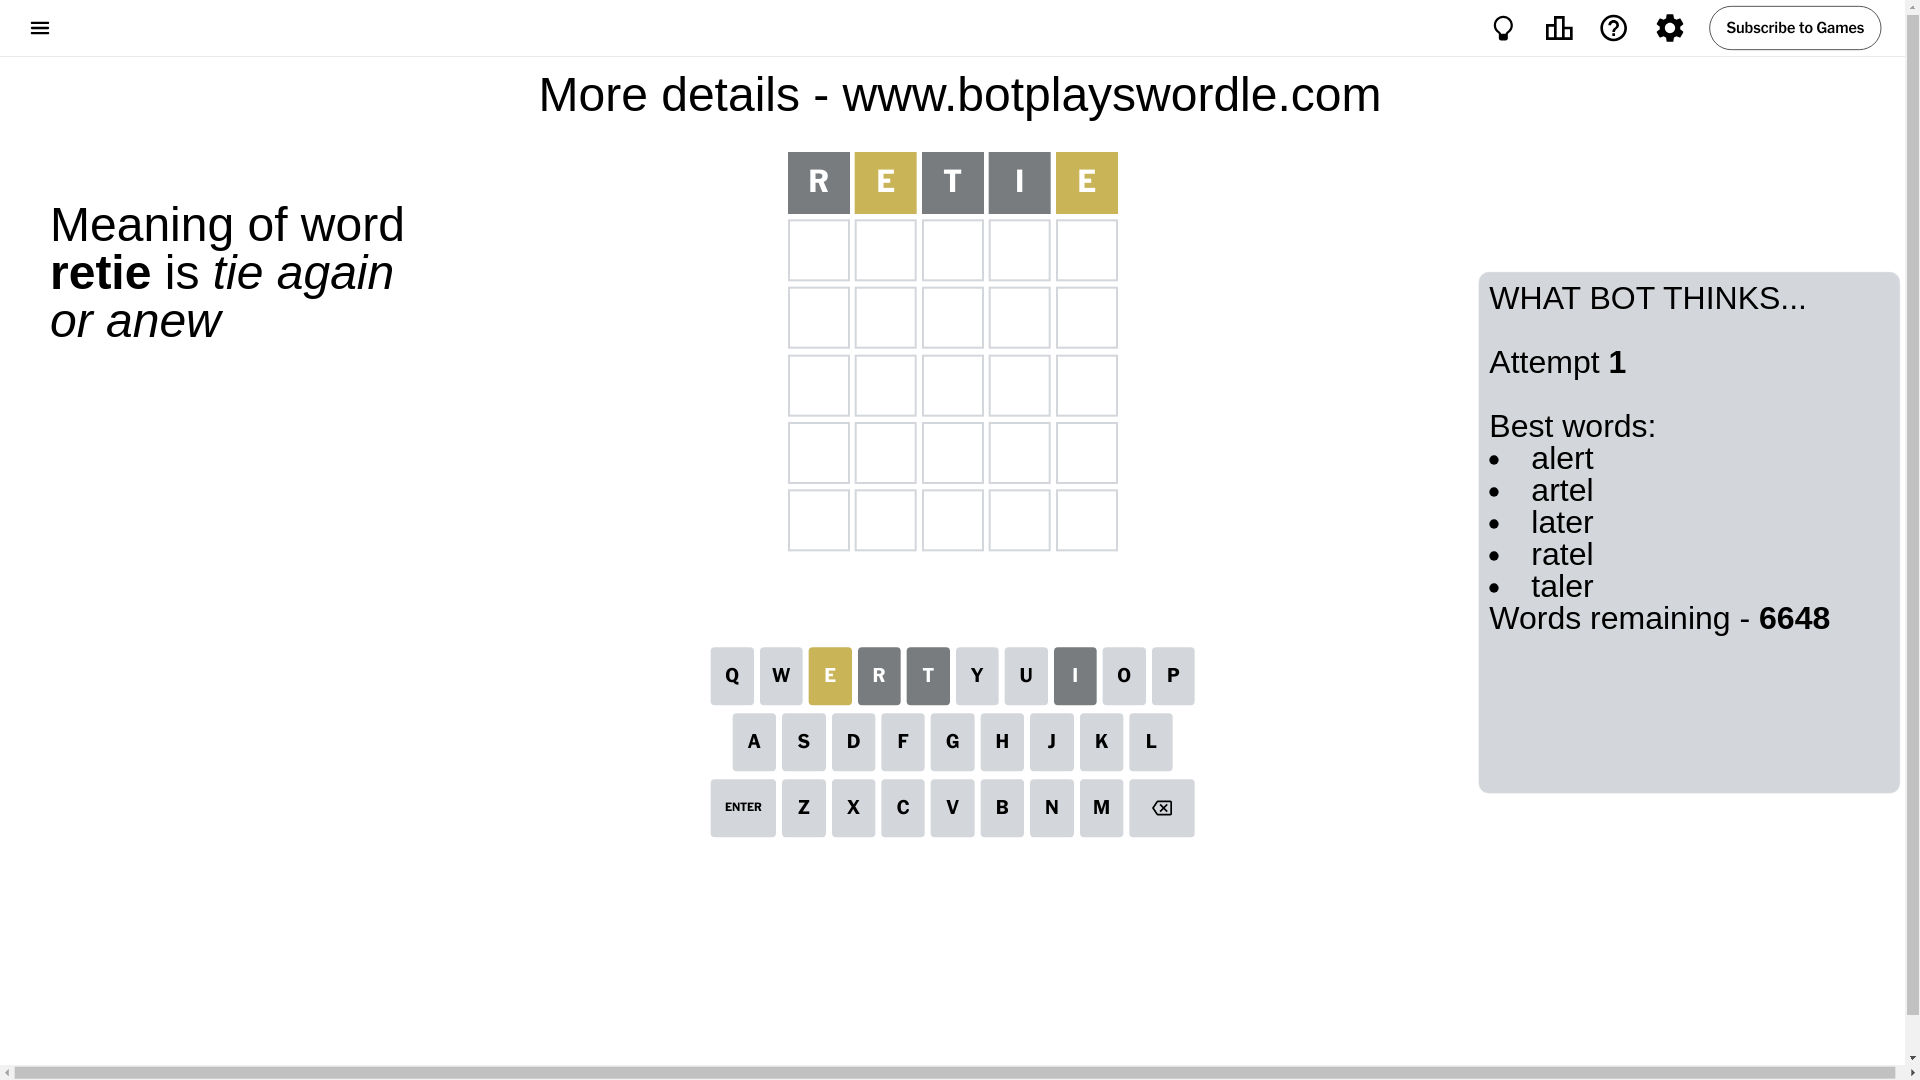 Subscribe to Games
More details - www.botplayswordle.com
R E T I E
Meaning of word
retie is tie again
or anew
WHAT BOT THINKS...
Attempt 1
Best words:
• alert
• artel
• later
• ratel
• taler
Words remaining - 6648
Q W E R T Y U I O P
A S D F G H J K L
ENTER Z X C V B N M